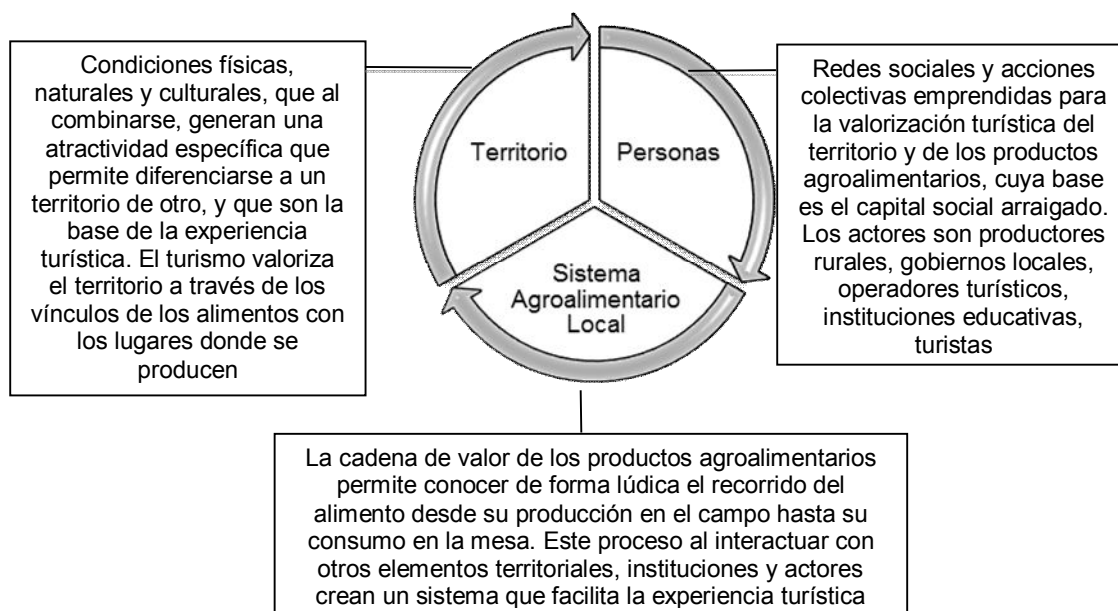 Condiciones físicas,
naturales y culturales, que al
combinarse, generan una
atractividad específica que
permite diferenciarse a un
territorio de otro, y que son la
base de la experiencia
turística. El turismo valoriza
el territorio a través de los
vínculos de los alimentos con
los lugares donde se
producen
Territorio
Personas
Sistema
Agroalimentario
Local
Redes sociales y acciones
colectivas emprendidas para
la valorización turística del
territorio y de los productos
agroalimentarios, cuya base
es el capital social arraigado.
Los actores son productores
rurales, gobiernos locales,
operadores turísticos,
instituciones educativas,
turistas
La cadena de valor de los productos agroalimentarios
permite conocer de forma lúdica el recorrido del
alimento desde su producción en el campo hasta su
consumo en la mesa. Este proceso al interactuar con
otros elementos territoriales, instituciones y actores
crean un sistema que facilita la experiencia turística